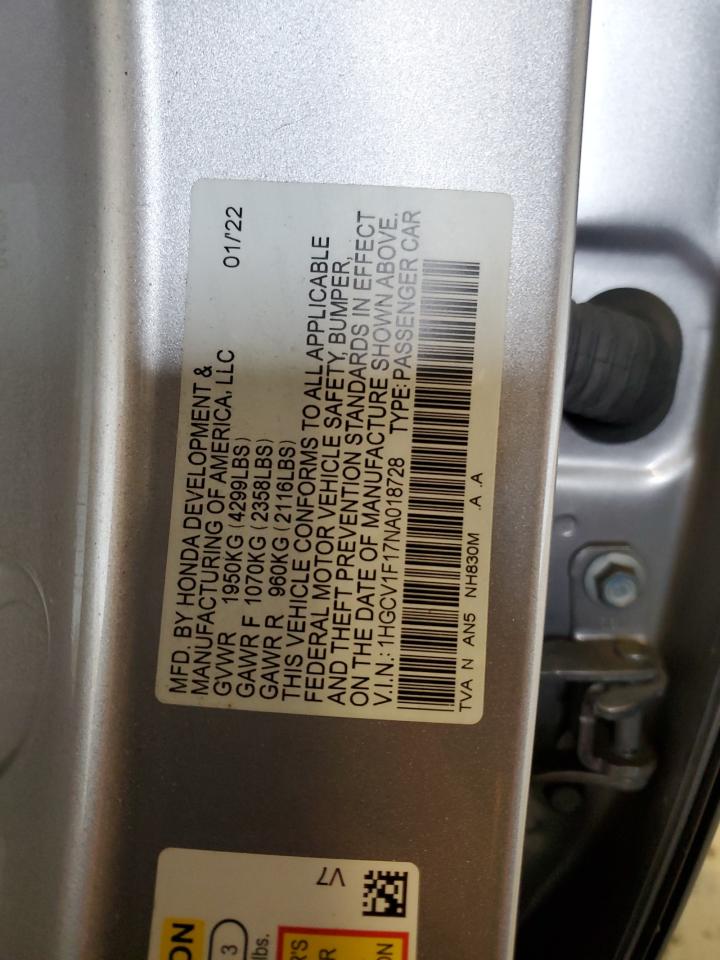 MFD. BY HONDA DEVELOPMENT &
MANUFACTURING OF AMERICA, LLC 01/'22
GVWR 1950KG (4299LBS)
GAWR F 1070KG (2358LBS)
GAWR R 960KG (2116LBS)
THIS VEHICLE CONFORMS TO ALL APPLICABLE
FEDERAL MOTOR VEHICLE SAFETY, BUMPER,
AND THEFT PREVENTION STANDARDS IN EFFECT
ON THE DATE OF MANUFACTURE SHOWN ABOVE.
V.I.N.: 1HGCV1F17NA018728 TYPE: PASSENGER CAR
TVA N AN5 NH830M .A .A
V7
ON
3
lbs.
R'S
R
ON